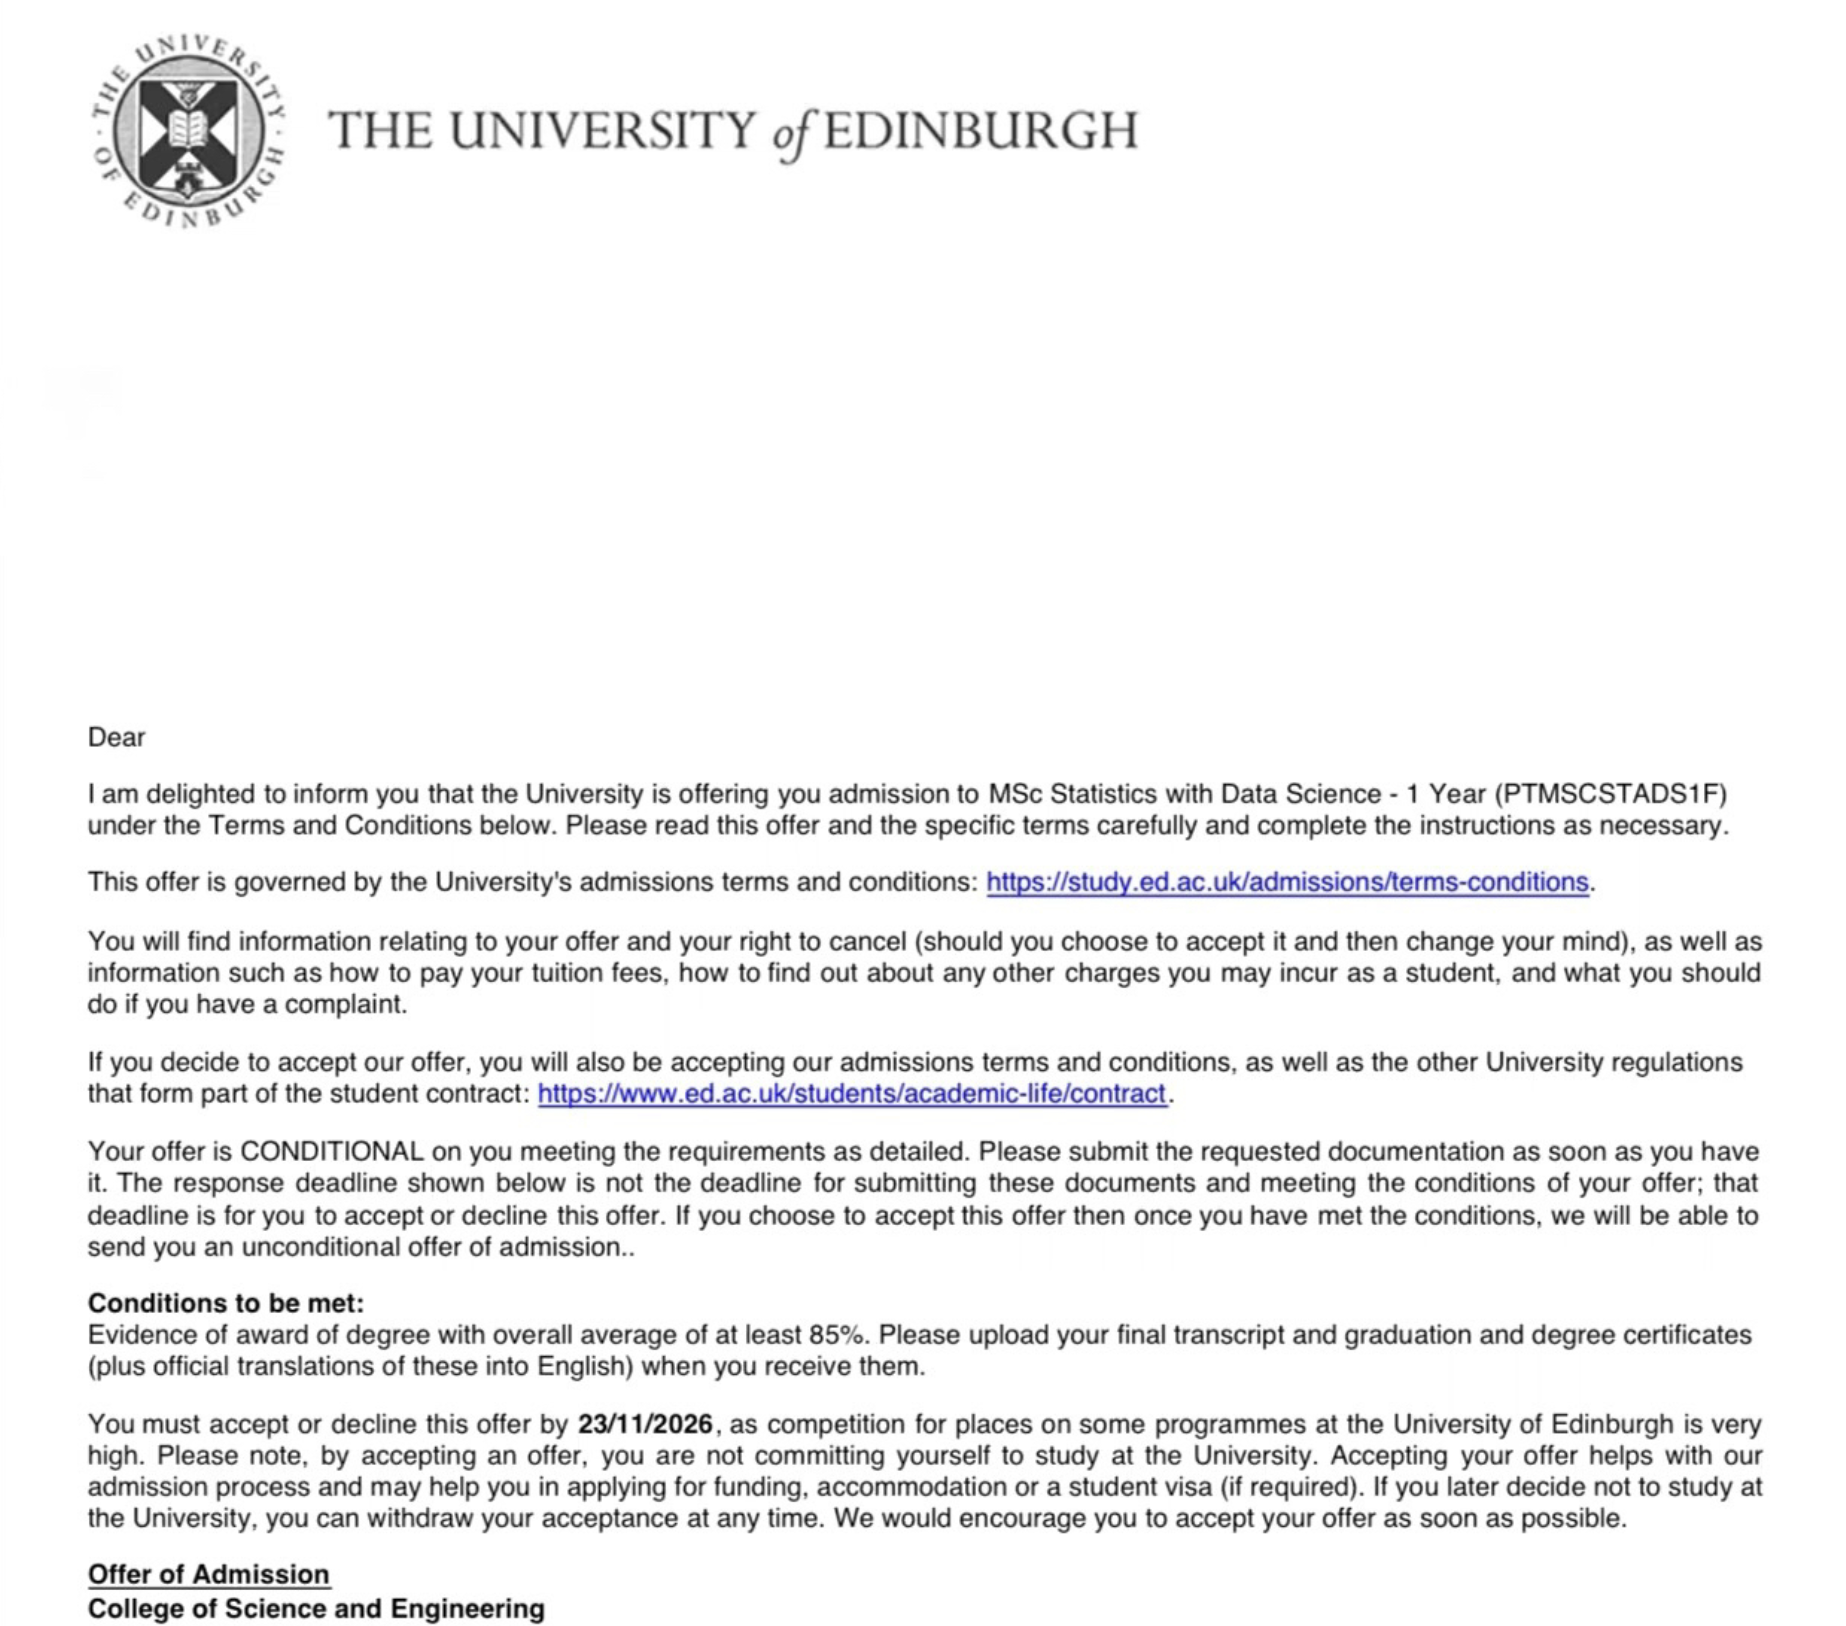 THE UNIVERSITY OF EDINBURGH
THE UNIVERSITY of EDINBURGH
Dear
I am delighted to inform you that the University is offering you admission to MSc Statistics with Data Science - 1 Year (PTMSCSTADS1F)
under the Terms and Conditions below. Please read this offer and the specific terms carefully and complete the instructions as necessary.
This offer is governed by the University's admissions terms and conditions: https://study.ed.ac.uk/admissions/terms-conditions.
You will find information relating to your offer and your right to cancel (should you choose to accept it and then change your mind), as well as
information such as how to pay your tuition fees, how to find out about any other charges you may incur as a student, and what you should
do if you have a complaint.
If you decide to accept our offer, you will also be accepting our admissions terms and conditions, as well as the other University regulations
that form part of the student contract: https://www.ed.ac.uk/students/academic-life/contract.
Your offer is CONDITIONAL on you meeting the requirements as detailed. Please submit the requested documentation as soon as you have
it. The response deadline shown below is not the deadline for submitting these documents and meeting the conditions of your offer; that
deadline is for you to accept or decline this offer. If you choose to accept this offer then once you have met the conditions, we will be able to
send you an unconditional offer of admission..
Conditions to be met:
Evidence of award of degree with overall average of at least 85%. Please upload your final transcript and graduation and degree certificates
(plus official translations of these into English) when you receive them.
You must accept or decline this offer by 23/11/2026, as competition for places on some programmes at the University of Edinburgh is very
high. Please note, by accepting an offer, you are not committing yourself to study at the University. Accepting your offer helps with our
admission process and may help you in applying for funding, accommodation or a student visa (if required). If you later decide not to study at
the University, you can withdraw your acceptance at any time. We would encourage you to accept your offer as soon as possible.
Offer of Admission
College of Science and Engineering